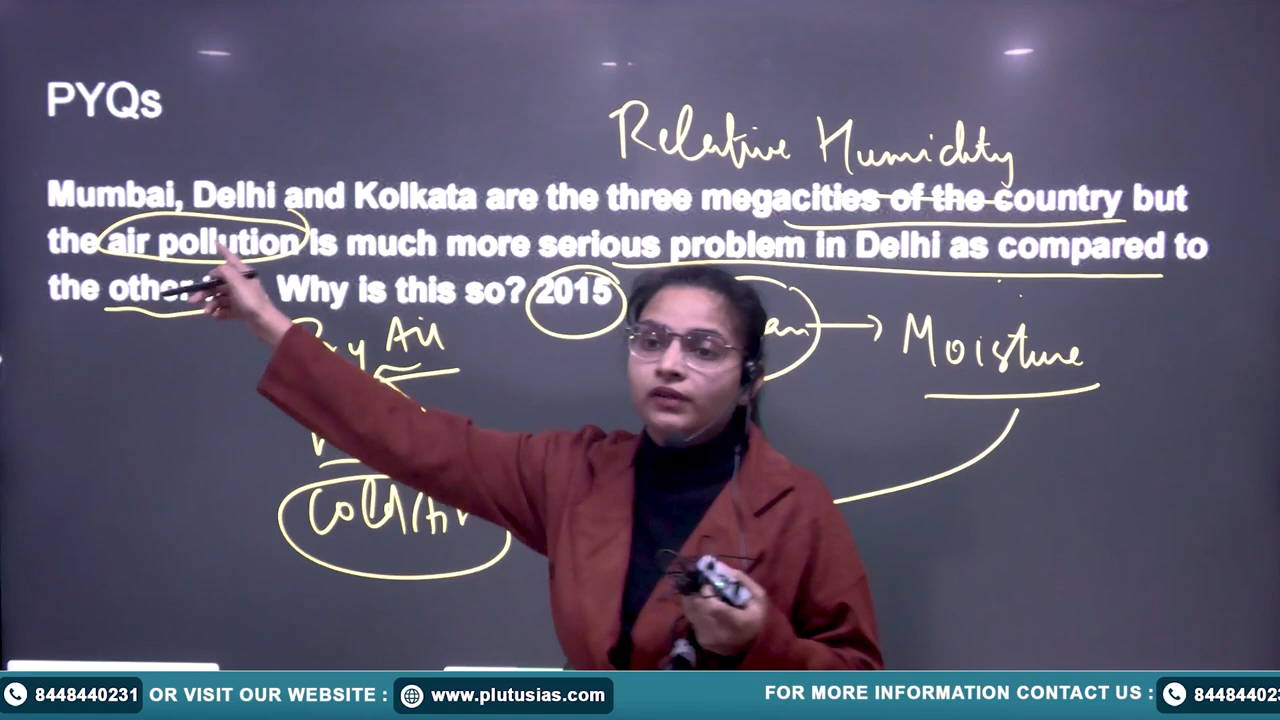 PYQs
Relative Humidity
Mumbai, Delhi and Kolkata are the three megacities of the country but
the air pollution is much more serious problem in Delhi as compared to
the Why is this so? 2015
Air
Moisture
8448440231 OR VISIT OUR WEBSITE : www.plutusias.com FOR MORE INFORMATION CONTACT US :